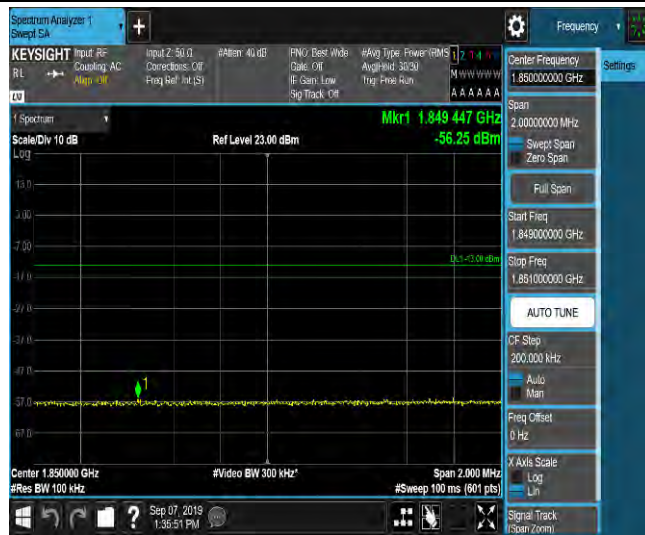 Spectrum Analyzer 1
Swept SA
+
Frequency
KEYSIGHT
Input: RF
Input Z: 50 Ω
#Atten: 40 dB
PNO: Best Wide
#Avg Type: Power (RMS
RL
Coupling: AC
Corrections: Off
Gate: Off
Avg|Hold: 30/30
M W W W W W
Align: Off
Freq Ref: Int (S)
IF Gain: Low
Trig: Free Run
Sig Track: Off
A A A A A A
Center Frequency
1.850000000 GHz
Settings
LW
1 Spectrum
Mkr1 1.849 447 GHz
Scale/Div 10 dB
Ref Level 23.00 dBm
-56.25 dBm
Log
13.0
3.00
-7.00
DL1 -13.00 dBm
-17.0
-27.0
-37.0
-47.0
1
-57.0
-67.0
Center 1.850000 GHz
#Video BW 300 kHz*
Span 2.000 MHz
#Res BW 100 kHz
#Sweep 100 ms (601 pts)
Span
2.00000000 MHz
Swept Span
Zero Span
Full Span
Start Freq
1.849000000 GHz
Stop Freq
1.851000000 GHz
AUTO TUNE
CF Step
200.000 kHz
Auto
Man
Freq Offset
0 Hz
X Axis Scale
Log
Lin
Signal Track
(Span Zoom)
?
Sep 07, 2019
1:35:51 PM